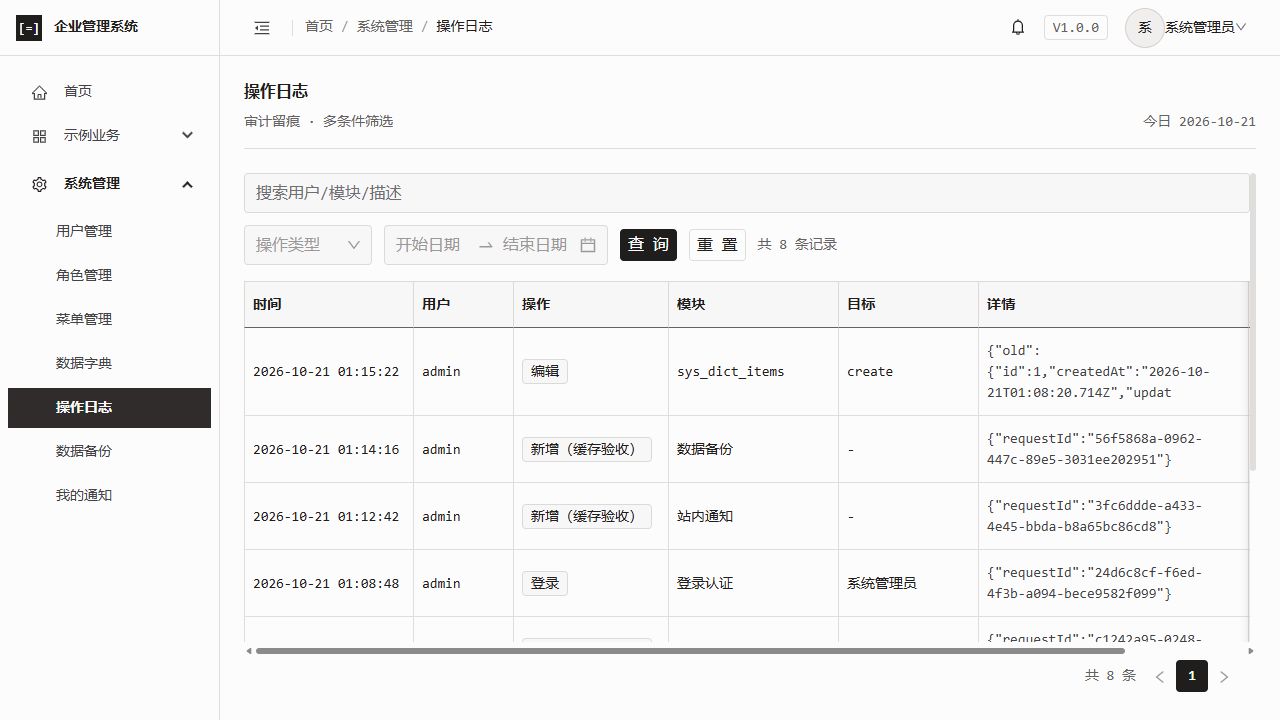 [=] 企业管理系统
首页 / 系统管理 / 操作日志
V1.0.0
系 系统管理员
首页
示例业务
系统管理
用户管理
角色管理
菜单管理
数据字典
操作日志
数据备份
我的通知
操作日志
审计留痕 · 多条件筛选
今日 2026-10-21
搜索用户/模块/描述
操作类型 开始日期 结束日期 查 询 重 置 共 8 条记录
时间 用户 操作 模块 目标 详情
2026-10-21 01:15:22 admin 编辑 sys_dict_items create {"old":
{"id":1,"createdAt":"2026-10-
21T01:08:20.714Z","updat
2026-10-21 01:14:16 admin 新增（缓存验收） 数据备份 - {"requestId":"56f5868a-0962-
447c-89e5-3031ee202951"}
2026-10-21 01:12:42 admin 新增（缓存验收） 站内通知 - {"requestId":"3fc6ddde-a433-
4e45-bbda-b8a65bc86cd8"}
2026-10-21 01:08:48 admin 登录 登录认证 系统管理员 {"requestId":"24d6c8cf-f6ed-
4f3b-a094-bece9582f099"}
{"requestId":"c1242a95-0248-
共 8 条 1